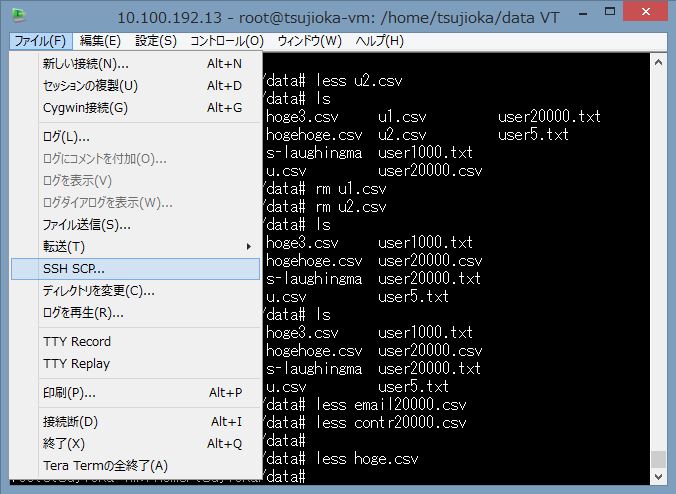 10.100.192.13 - root@tsujioka-vm: /home/tsujioka/data VT
ファイル(F) 編集(E) 設定(S) コントロール(O) ウィンドウ(W) ヘルプ(H)
新しい接続(N)... Alt+N
セッションの複製(U) Alt+D
Cygwin接続(G) Alt+G
ログ(L)...
ログにコメントを付加(O)...
ログを表示(V)
ログダイアログを表示(W)...
ファイル送信(S)...
転送(T)
SSH SCP...
ディレクトリを変更(C)...
ログを再生(R)...
TTY Record
TTY Replay
印刷(P)... Alt+P
接続断(D) Alt+I
終了(X) Alt+Q
Tera Termの全終了(A)
/data# less u2.csv
/data# ls
hoge3.csv u1.csv user20000.txt
hogehoge.csv u2.csv user5.txt
s-laughingma user1000.txt
u.csv user20000.csv
/data# rm u1.csv
/data# rm u2.csv
/data# ls
hoge3.csv user1000.txt
hogehoge.csv user20000.csv
s-laughingma user20000.txt
u.csv user5.txt
/data# ls
hoge3.csv user1000.txt
hogehoge.csv user20000.csv
s-laughingma user20000.txt
u.csv user5.txt
/data# less email20000.csv
/data# less contr20000.csv
/data#
/data# less hoge.csv
/data#